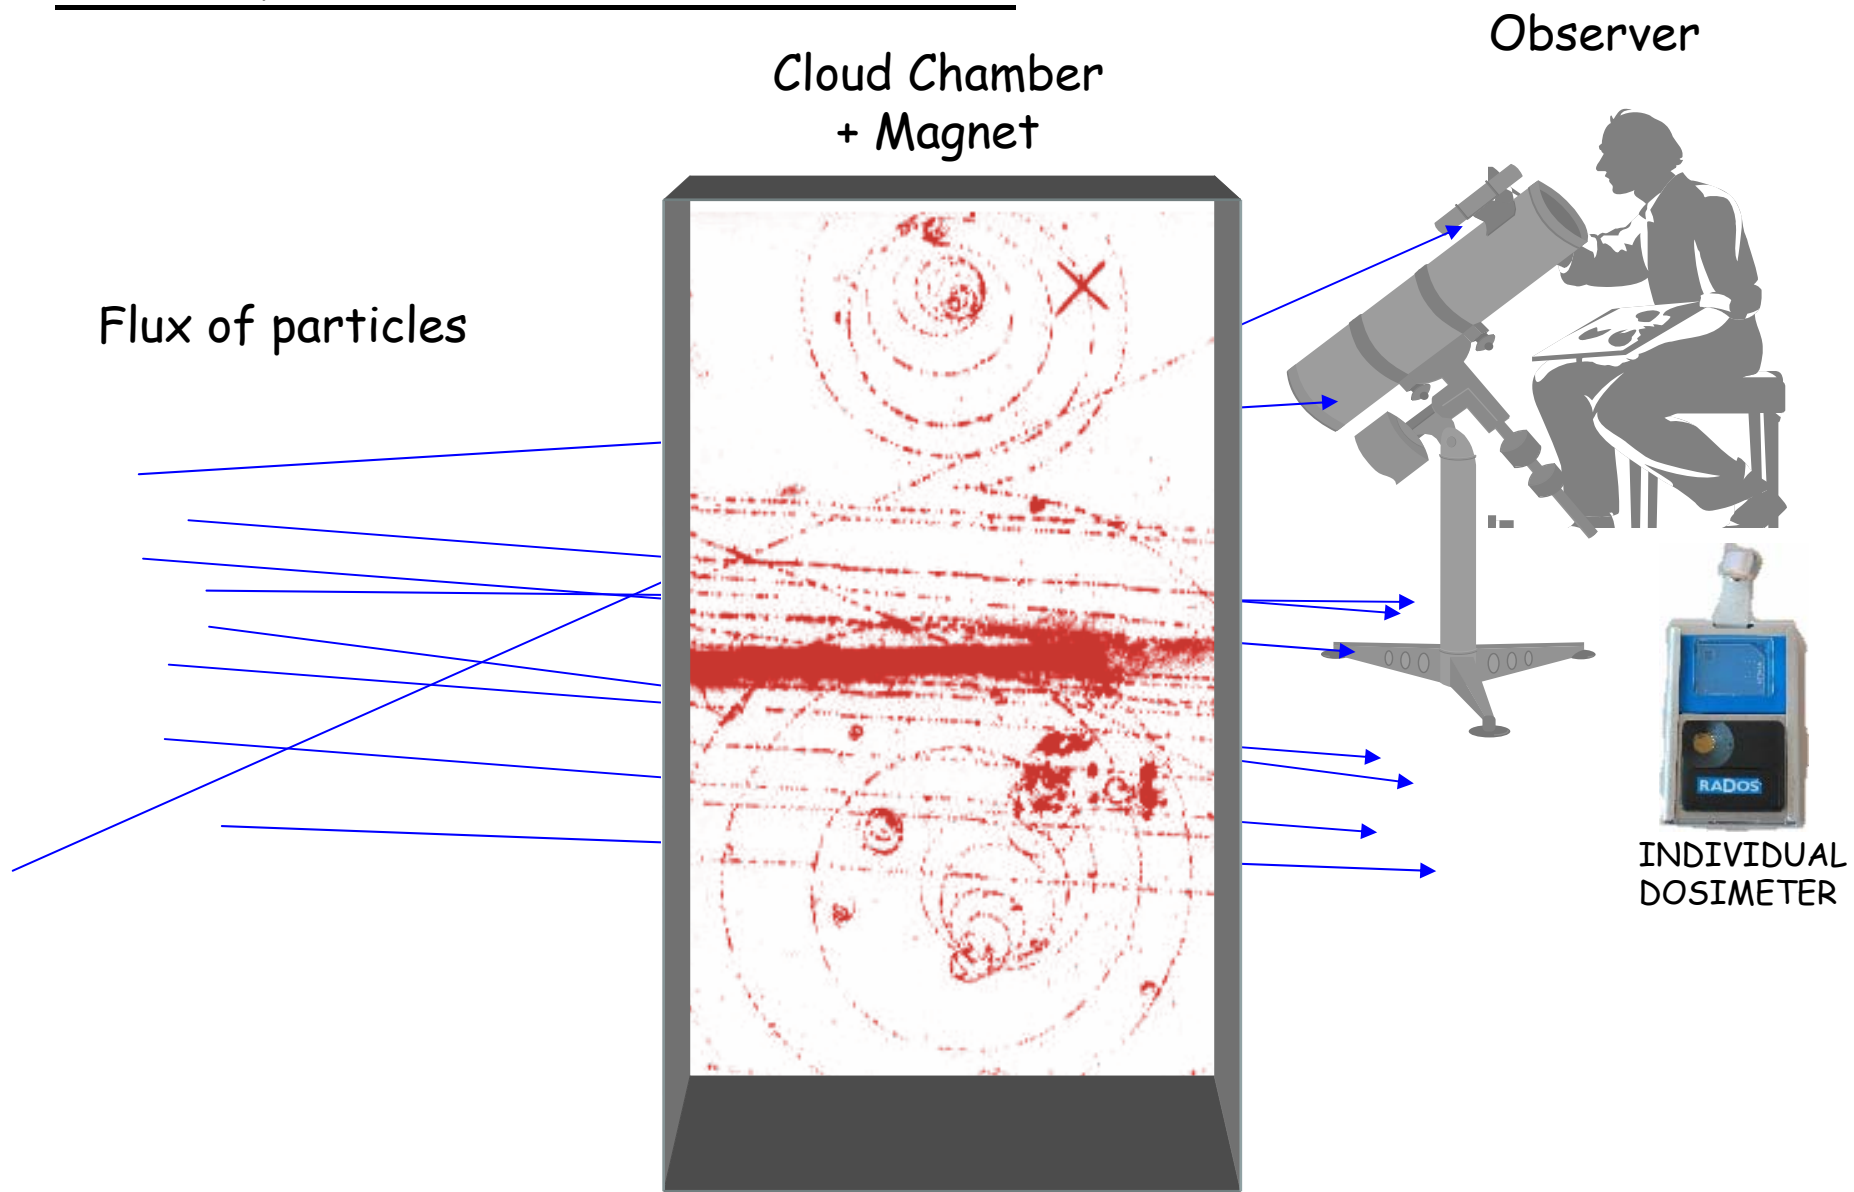 Observer
Cloud Chamber
+ Magnet
Flux of particles
RADOS
INDIVIDUAL
DOSIMETER